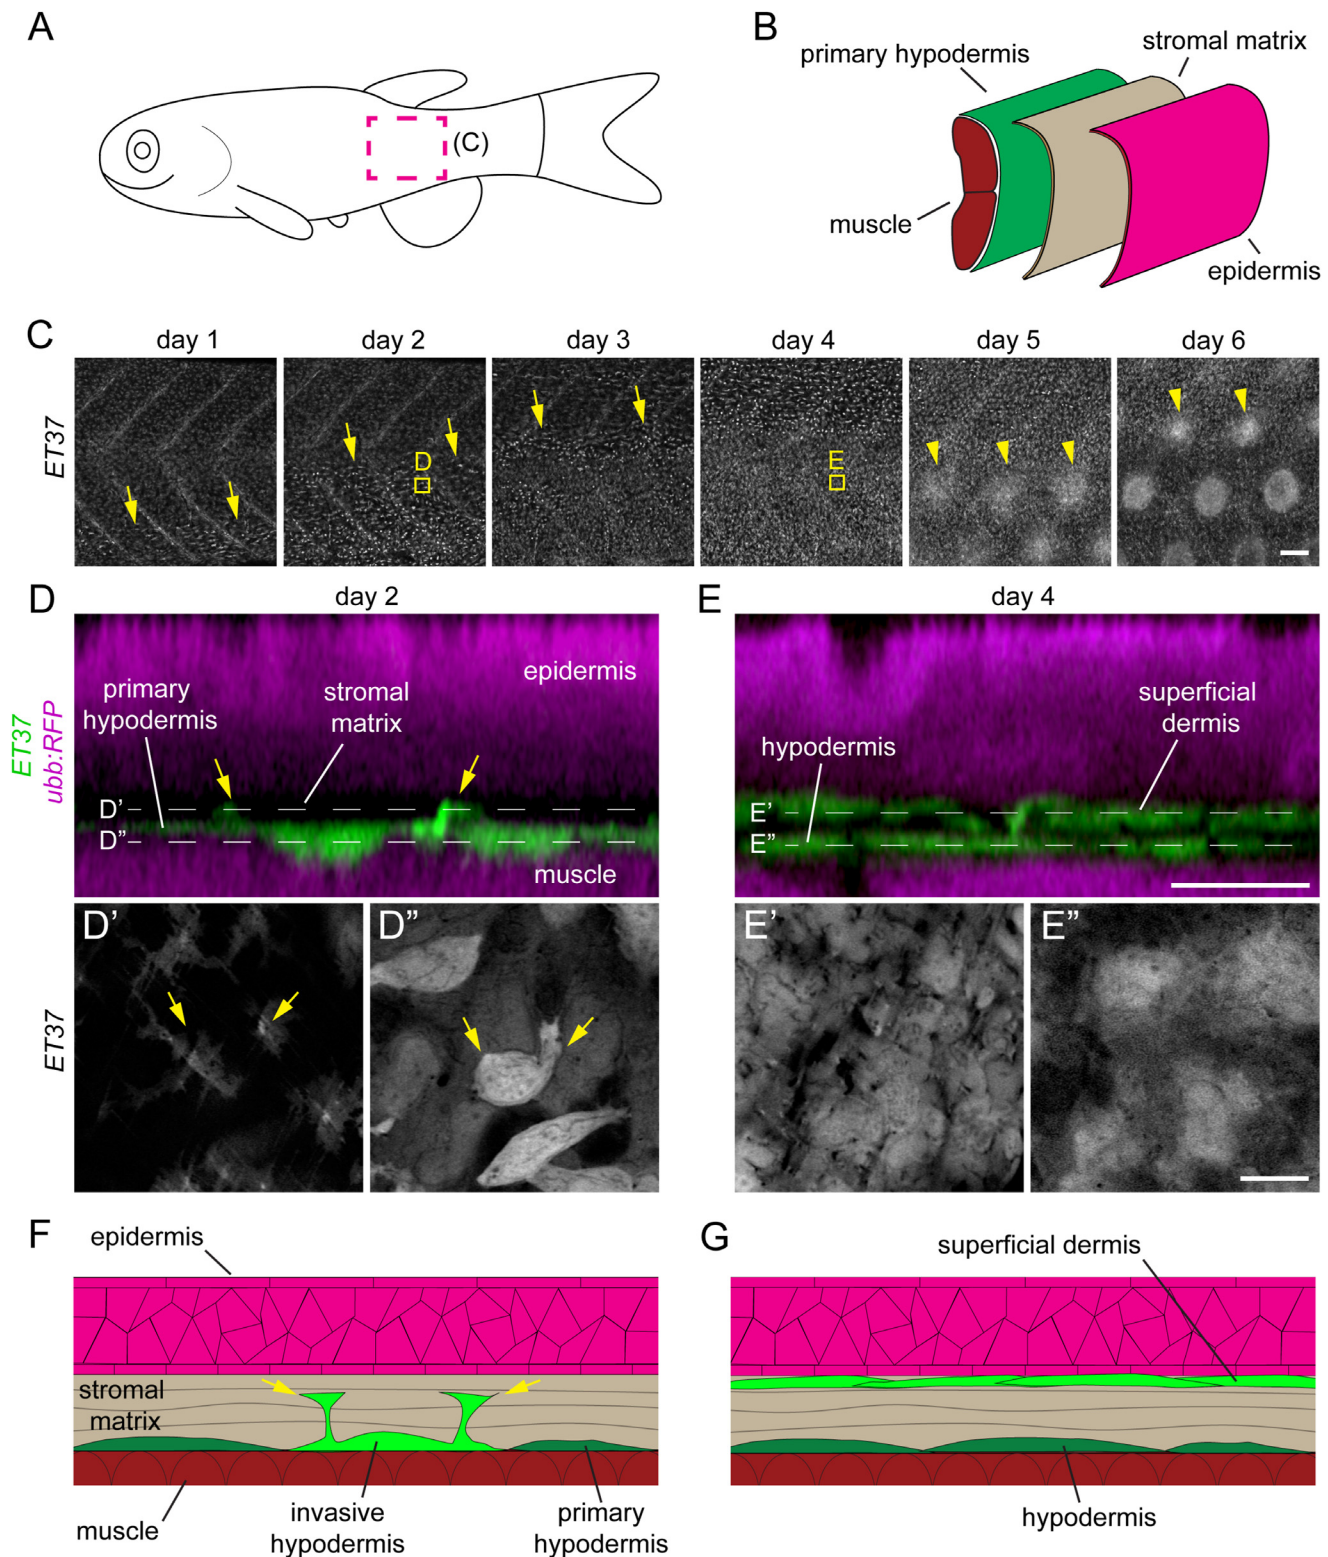 A
(C)
B
primary hypodermis
stromal matrix
muscle
epidermis
C
day 1
day 2
day 3
day 4
day 5
day 6
ET37
D
E
D
day 2
ET37
ubb:RFP
epidermis
primary
hypodermis
stromal
matrix
D’
D”
muscle
E
day 4
superficial
dermis
hypodermis
E’
E”
ET37
D’
D”
E’
E”
F
epidermis
stromal
matrix
muscle
invasive
hypodermis
primary
hypodermis
G
superficial dermis
hypodermis